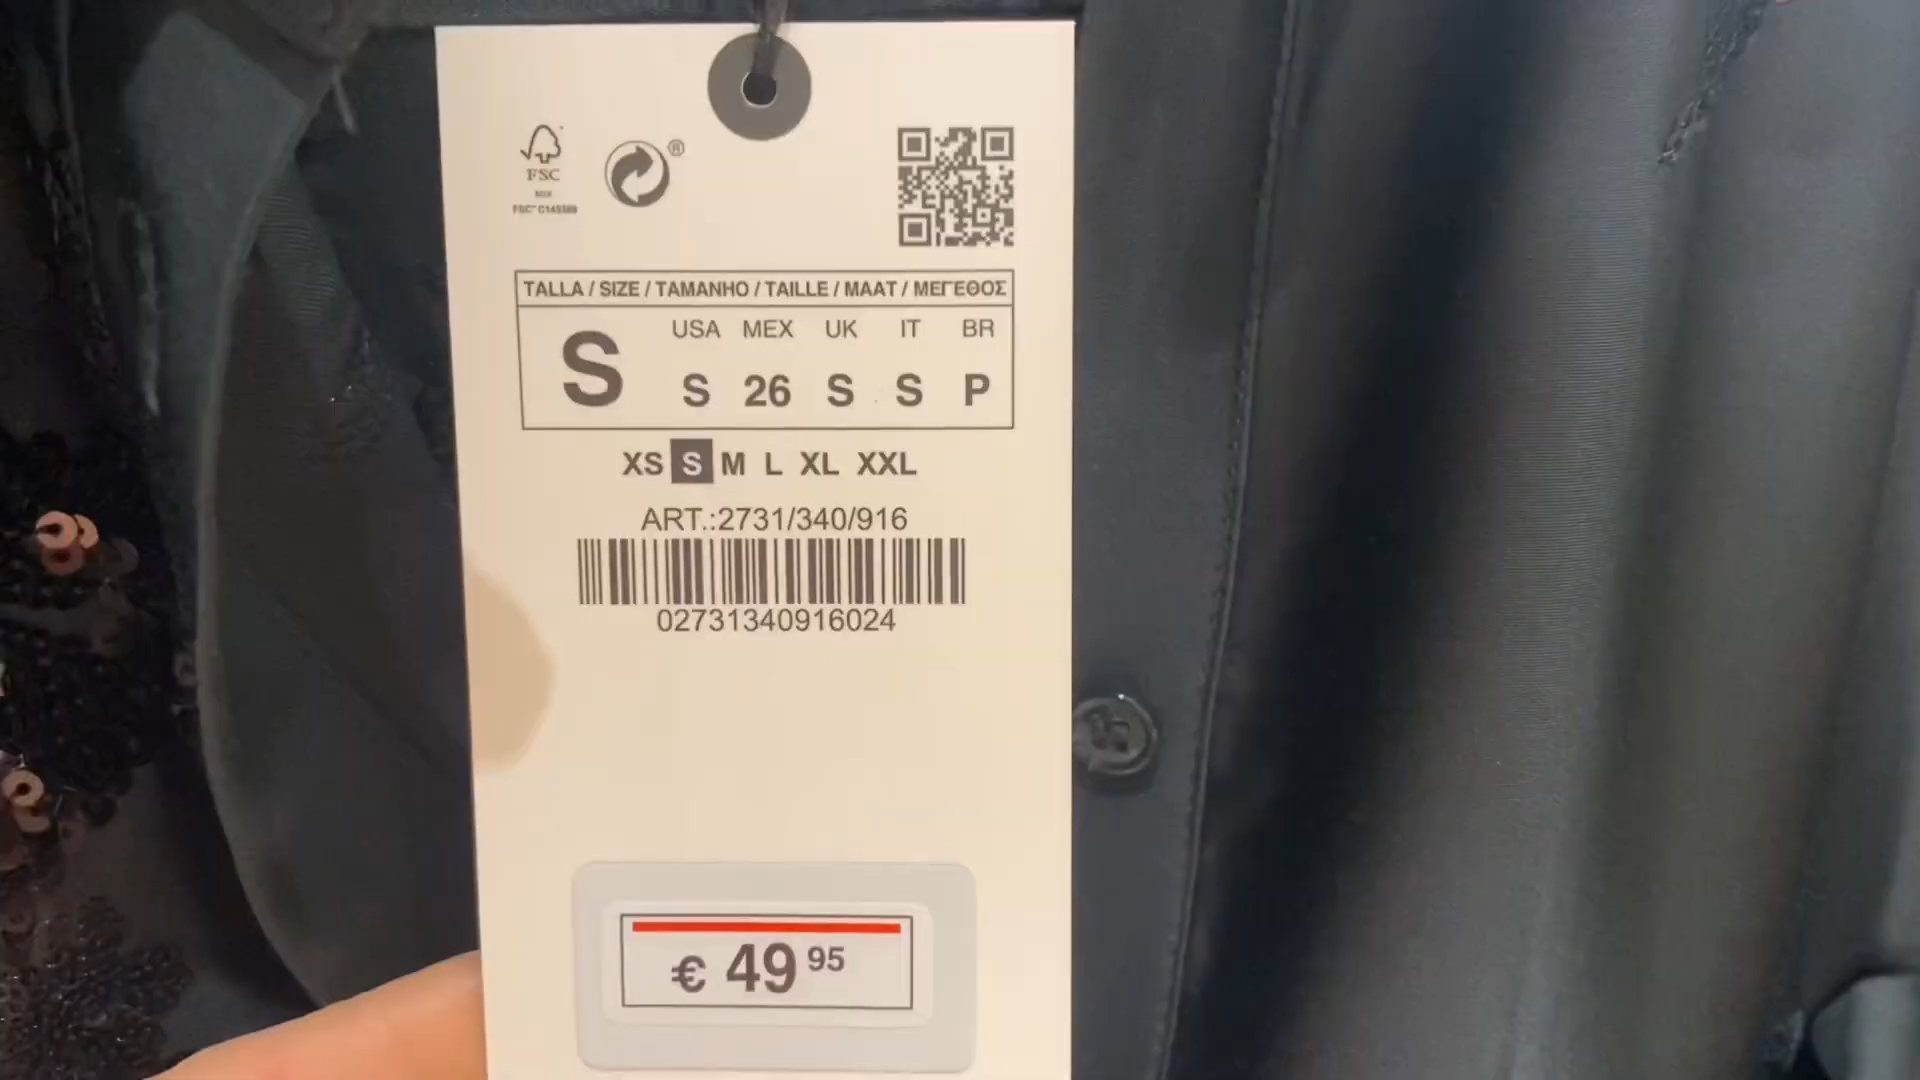 FSC
MIX
®
TALLA / SIZE / TAMANHO / TAILLE / MAAT / ΜΕΓΕΘΟΣ
S
USA MEX UK IT BR
S 26 S S P
XS S M L XL XXL
ART.:2731/340/916
02731340916024
€ 49 95